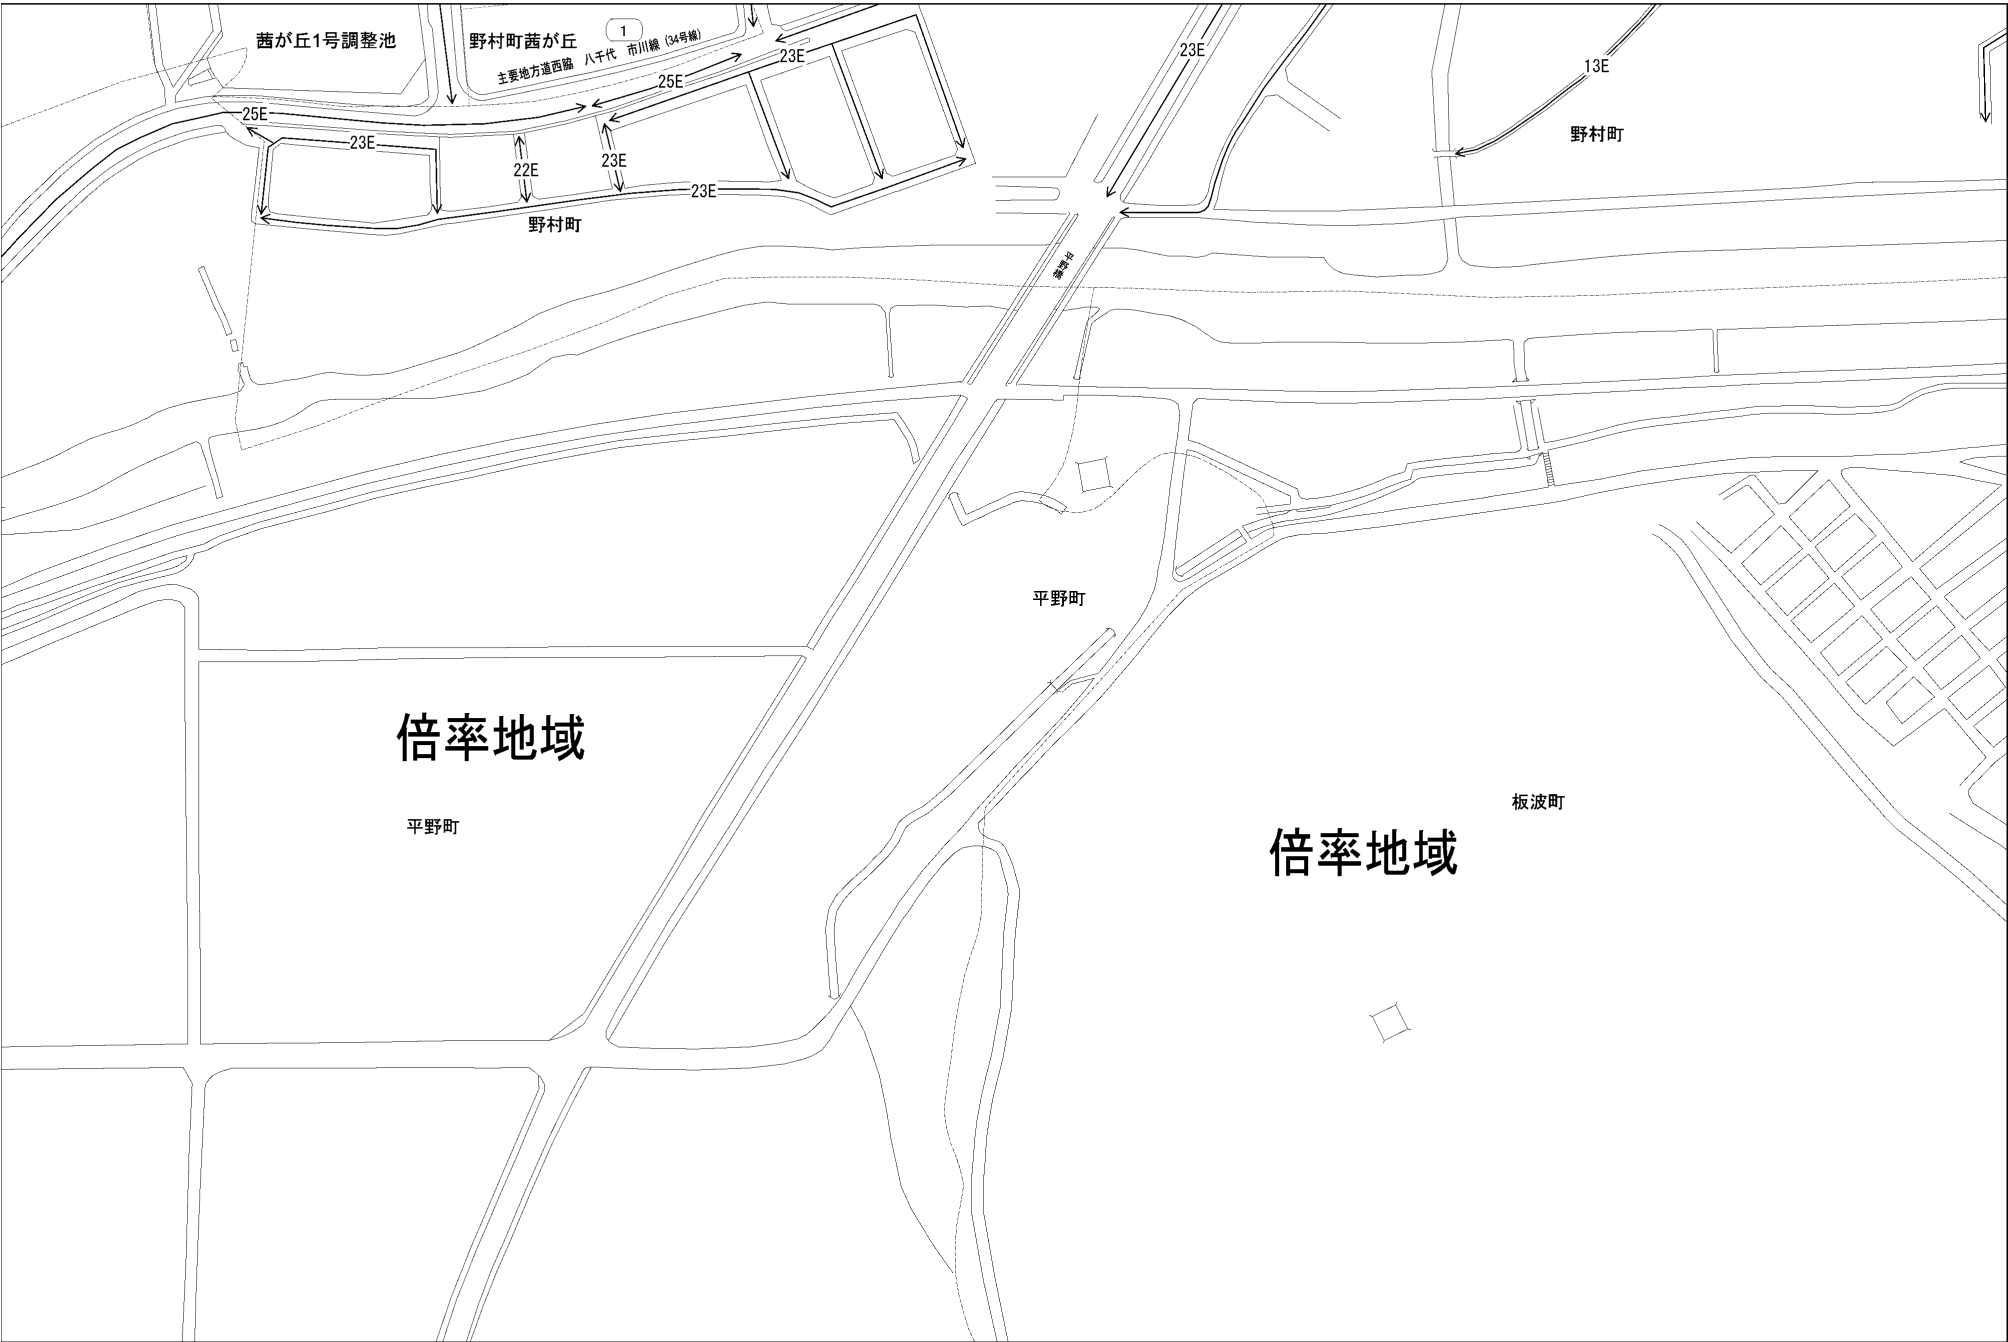 茜が丘1号調整池
野村町茜が丘
1
主要地方道西脇 八千代 市川線 (34号線)
23E
25E
23E
13E
25E
23E
22E
23E
23E
野村町
野村町
平野橋
平野町
倍率地域
平野町
板波町
倍率地域